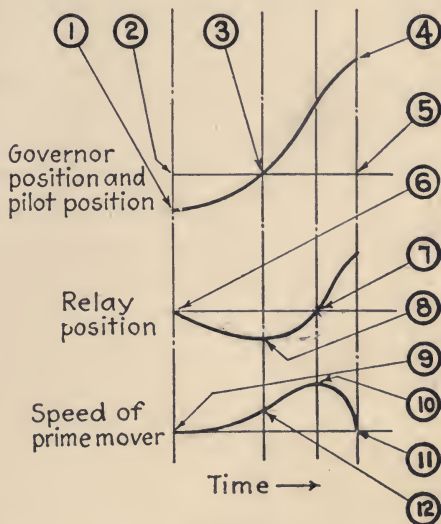 1
2
3
4
5
Governor
position and
pilot position
6
7
Relay
position
8
9
Speed of
prime mover
10
11
Time
12